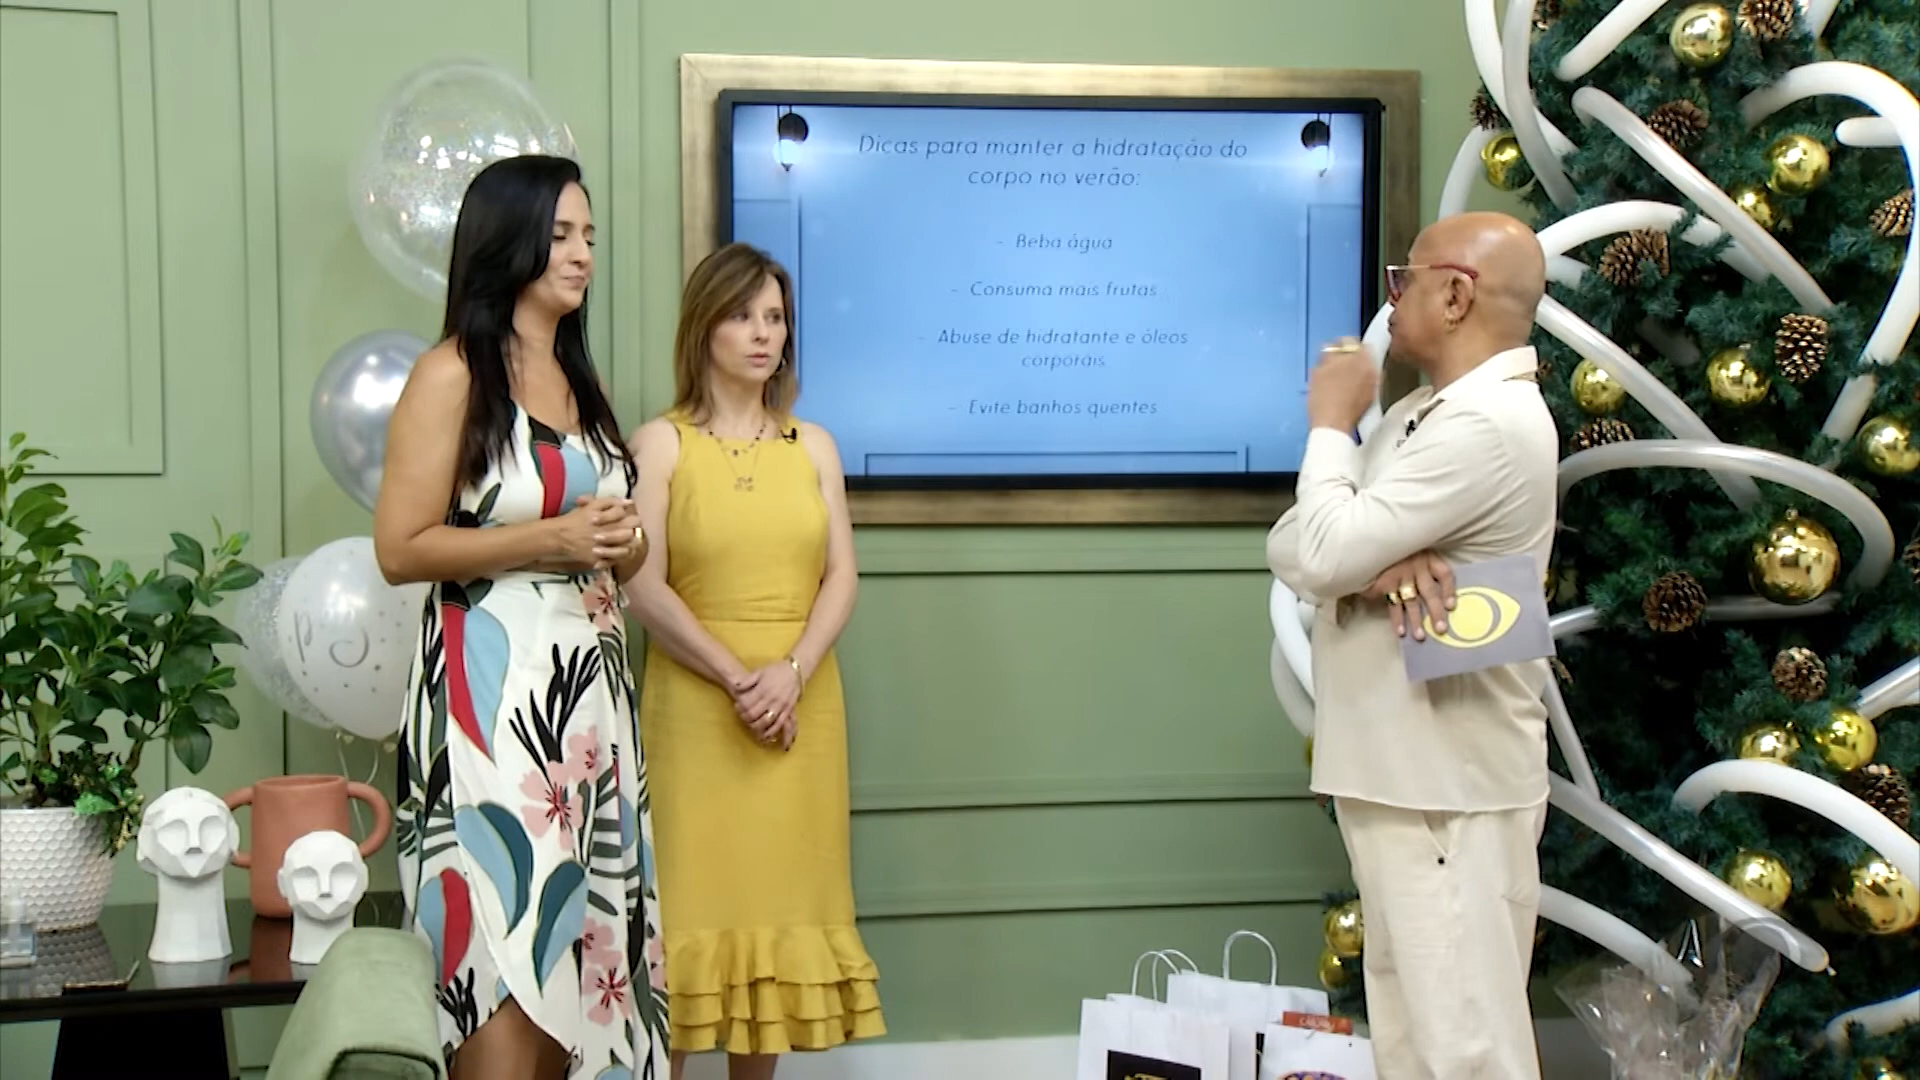 Dicas para manter a hidratação do
corpo no verão:
- Beba água
- Consuma mais frutas
- Abuse de hidratante e óleos
corporais
- Evite banhos quentes